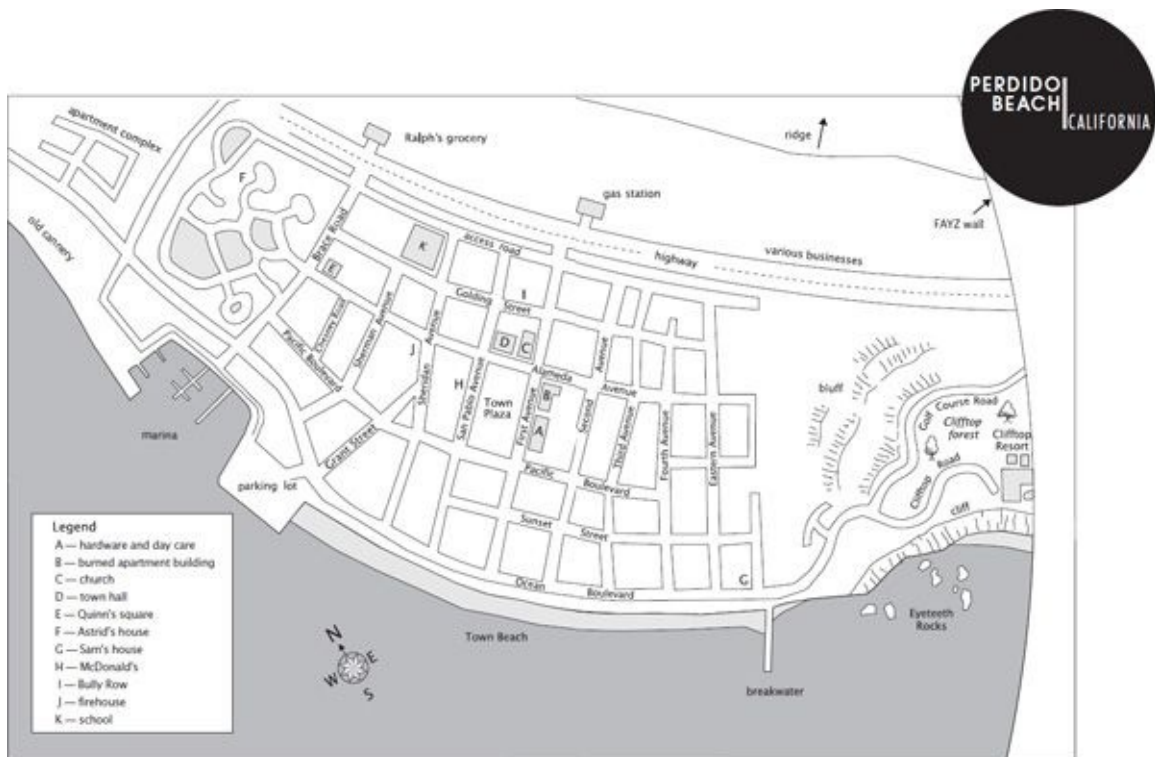 PERDIDO
BEACH
CALIFORNIA
apartment complex
Ralph's grocery
ridge
F
gas station
FAYZ wall
old cannery
Brace Road
K
access road
highway
various businesses
E
Golding
Street
I
Chesney Road
Sherman Avenue
Sheridan Avenue
J
D
C
Pacific Boulevard
H
San Pablo Avenue
Town
Plaza
Alameda
Avenue
First Avenue
B
A
Second Avenue
Third Avenue
Fourth Avenue
Eastern Avenue
bluff
Golf Course Road
Clifftop
forest
Clifftop
Resort
Clifftop Road
cliff
marina
Grant Street
Pacific
Boulevard
parking lot
Sunset
Street
G
Ocean
Boulevard
Eyeteeth
Rocks
Town Beach
breakwater
N
E
W
S
Legend
A — hardware and day care
B — burned apartment building
C — church
D — town hall
E — Quinn's square
F — Astrid's house
G — Sam's house
H — McDonald's
I — Bully Row
J — firehouse
K — school